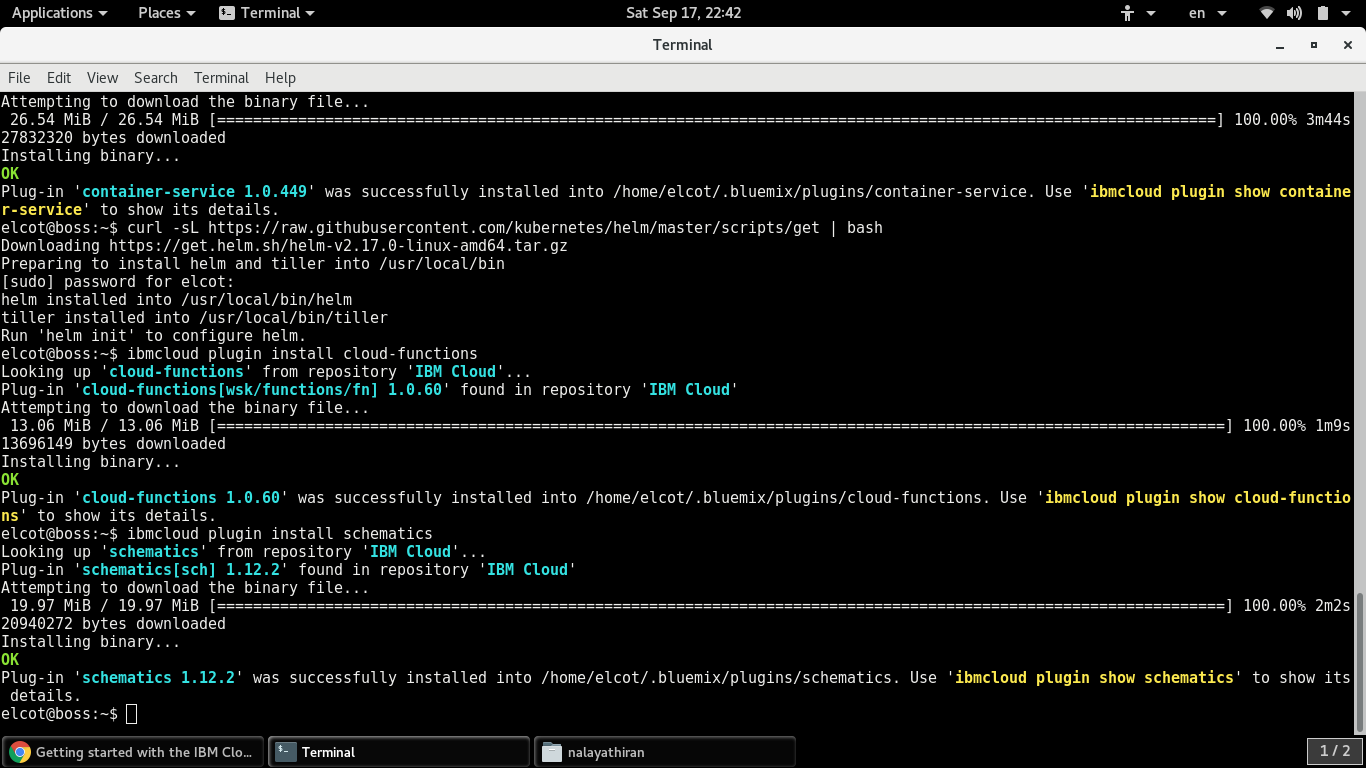 Applications Places Terminal Sat Sep 17, 22:42 en
Terminal
File Edit View Search Terminal Help
Attempting to download the binary file...
 26.54 MiB / 26.54 MiB [===============================================================================================================] 100.00% 3m44s
27832320 bytes downloaded
Installing binary...
OK
Plug-in 'container-service 1.0.449' was successfully installed into /home/elcot/.bluemix/plugins/container-service. Use 'ibmcloud plugin show containe
r-service' to show its details.
elcot@boss:~$ curl -sL https://raw.githubusercontent.com/kubernetes/helm/master/scripts/get | bash
Downloading https://get.helm.sh/helm-v2.17.0-linux-amd64.tar.gz
Preparing to install helm and tiller into /usr/local/bin
[sudo] password for elcot:
helm installed into /usr/local/bin/helm
tiller installed into /usr/local/bin/tiller
Run 'helm init' to configure helm.
elcot@boss:~$ ibmcloud plugin install cloud-functions
Looking up 'cloud-functions' from repository 'IBM Cloud'...
Plug-in 'cloud-functions[wsk/functions/fn] 1.0.60' found in repository 'IBM Cloud'
Attempting to download the binary file...
 13.06 MiB / 13.06 MiB [================================================================================================================] 100.00% 1m9s
13696149 bytes downloaded
Installing binary...
OK
Plug-in 'cloud-functions 1.0.60' was successfully installed into /home/elcot/.bluemix/plugins/cloud-functions. Use 'ibmcloud plugin show cloud-functio
ns' to show its details.
elcot@boss:~$ ibmcloud plugin install schematics
Looking up 'schematics' from repository 'IBM Cloud'...
Plug-in 'schematics[sch] 1.12.2' found in repository 'IBM Cloud'
Attempting to download the binary file...
 19.97 MiB / 19.97 MiB [================================================================================================================] 100.00% 2m2s
20940272 bytes downloaded
Installing binary...
OK
Plug-in 'schematics 1.12.2' was successfully installed into /home/elcot/.bluemix/plugins/schematics. Use 'ibmcloud plugin show schematics' to show its
 details.
elcot@boss:~$
Getting started with the IBM Clo... Terminal nalayathiran 1 / 2